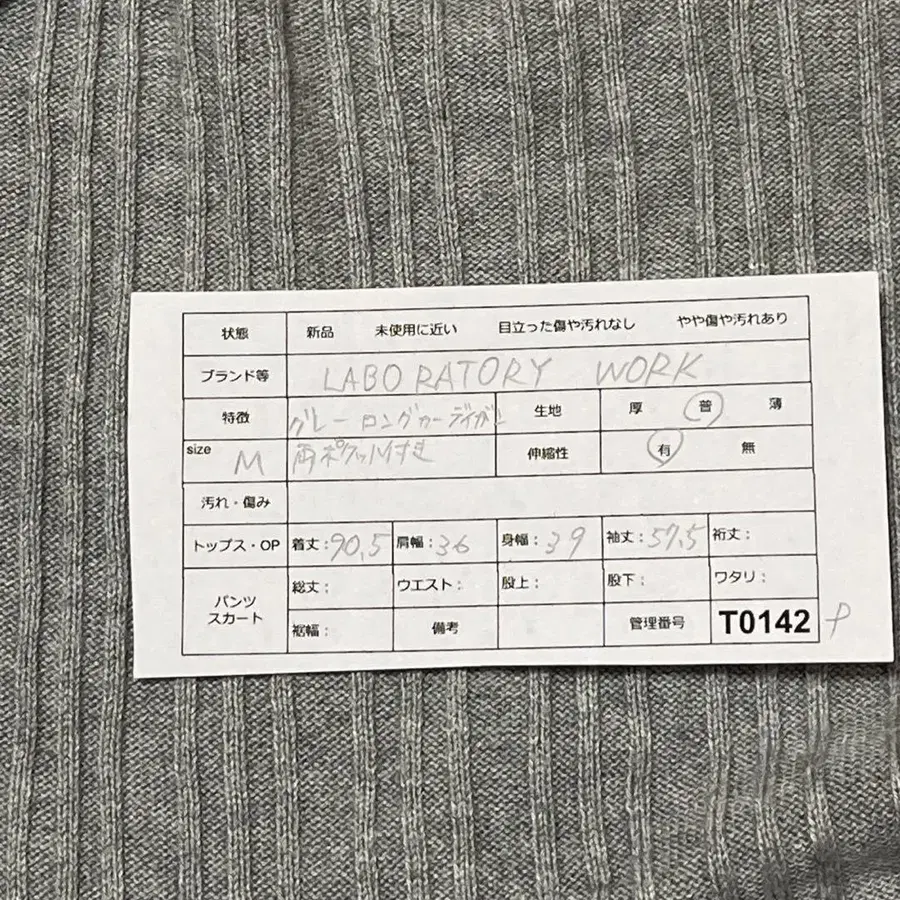 状態 新品 未使用に近い 目立った傷や汚れなし やや傷や汚れあり
ブランド等 LABORATORY WORK
特徴 グレーロングカーディガン 生地 厚 普 薄
size M 両ポケット付き 伸縮性 有 無
汚れ・傷み
トップス・OP 着丈:90.5 肩幅:36 身幅:39 袖丈:57.5 裄丈:
パンツ スカート 総丈: ウエスト: 股上: 股下: ワタリ:
裾幅: 備考 管理番号 T0142 P